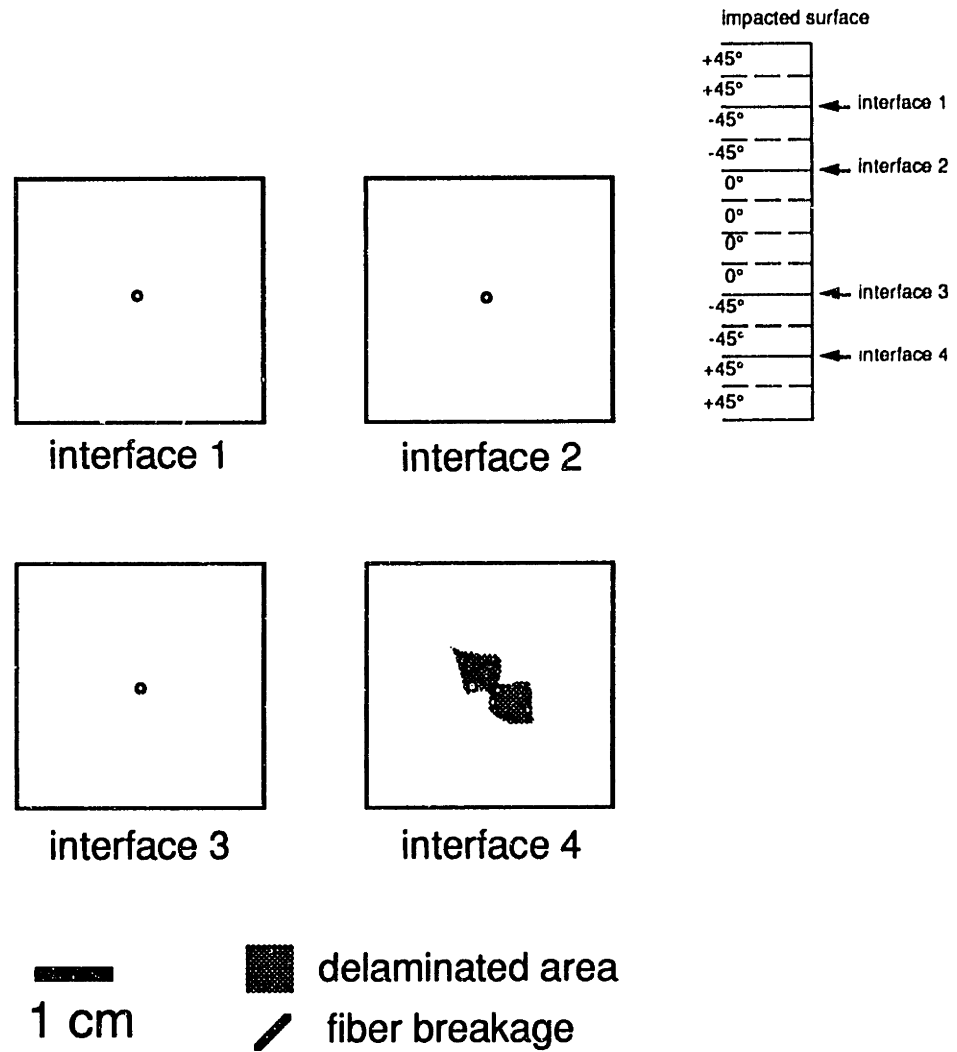 impacted surface
+45°
+45°
interface 1
-45°
-45°
interface 2
0°
0°
0°
0°
interface 3
-45°
-45°
interface 4
+45°
+45°
interface 1
interface 2
interface 3
interface 4
1 cm
delaminated area
fiber breakage